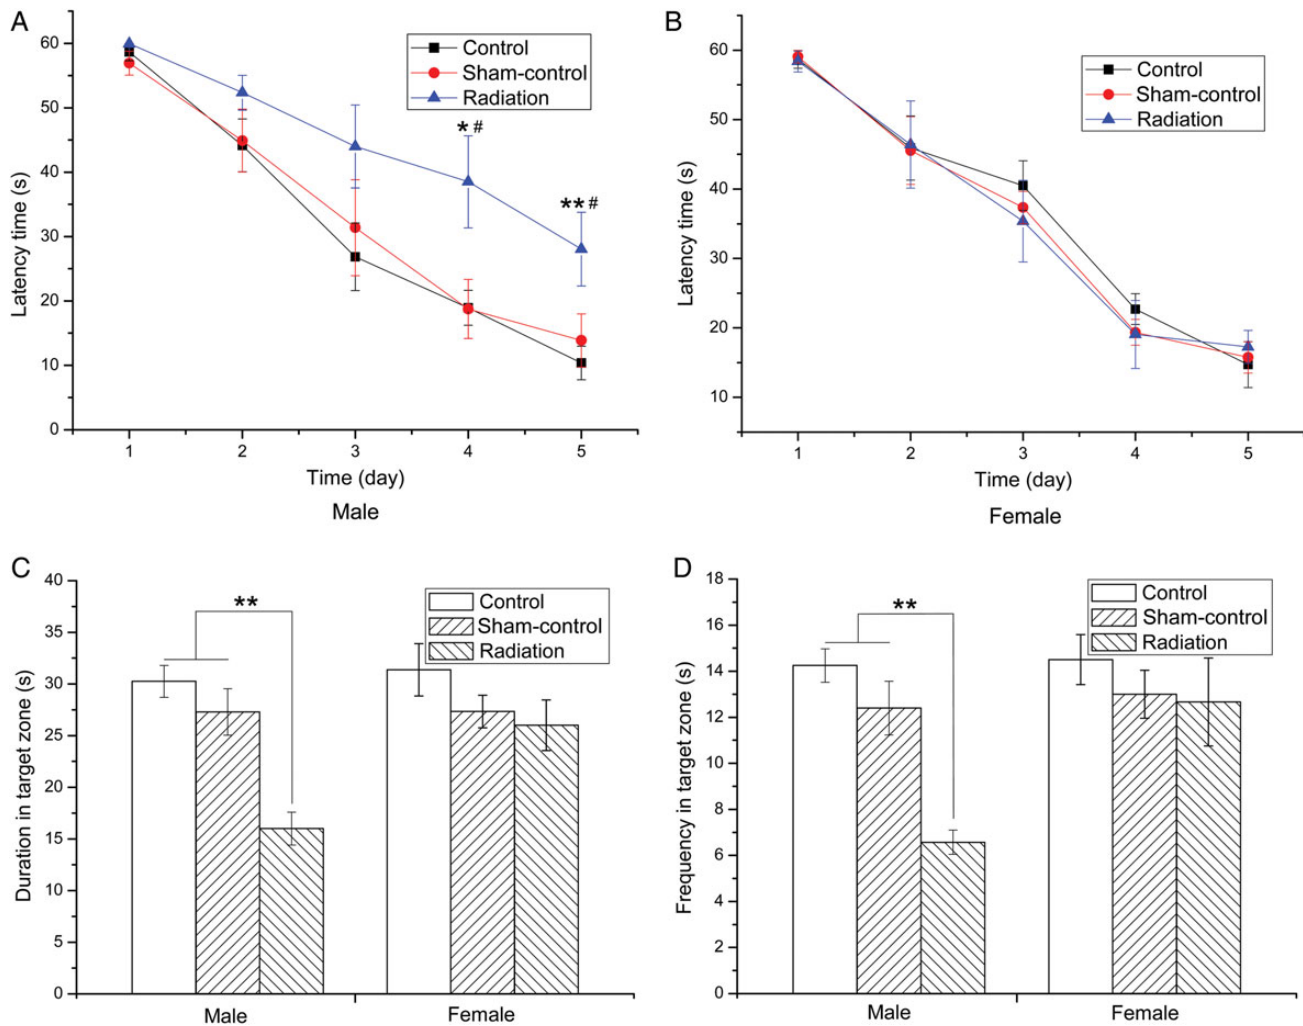 A
60
50
40
30
20
10
0
Latency time (s)
Control
Sham-control
Radiation
*#
**#
1 2 3 4 5
Time (day)
Male
B
60
50
40
30
20
10
Latency time (s)
Control
Sham-control
Radiation
1 2 3 4 5
Time (day)
Female
C
40
35
30
25
20
15
10
5
0
Duration in target zone (s)
**
Control
Sham-control
Radiation
Male Female
D
18
16
14
12
10
8
6
4
2
0
Frequency in target zone (s)
**
Control
Sham-control
Radiation
Male Female